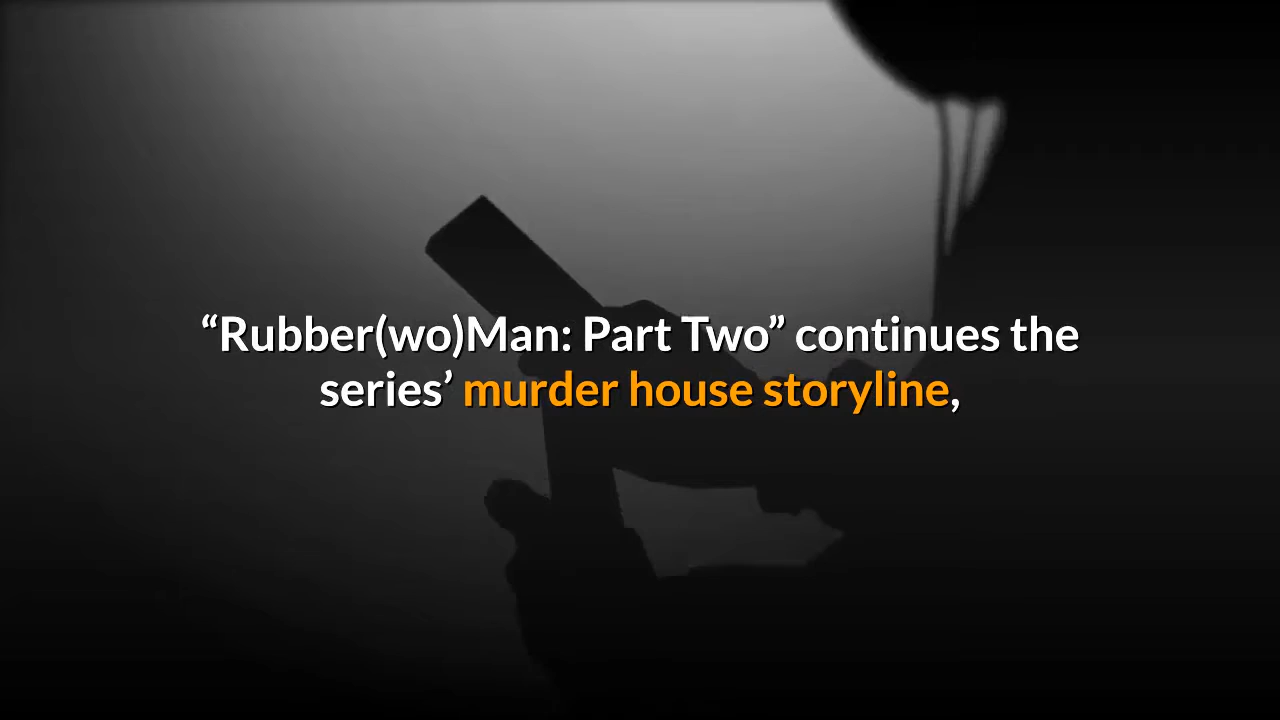 “Rubber(wo)Man: Part Two” continues the
series’ murder house storyline,